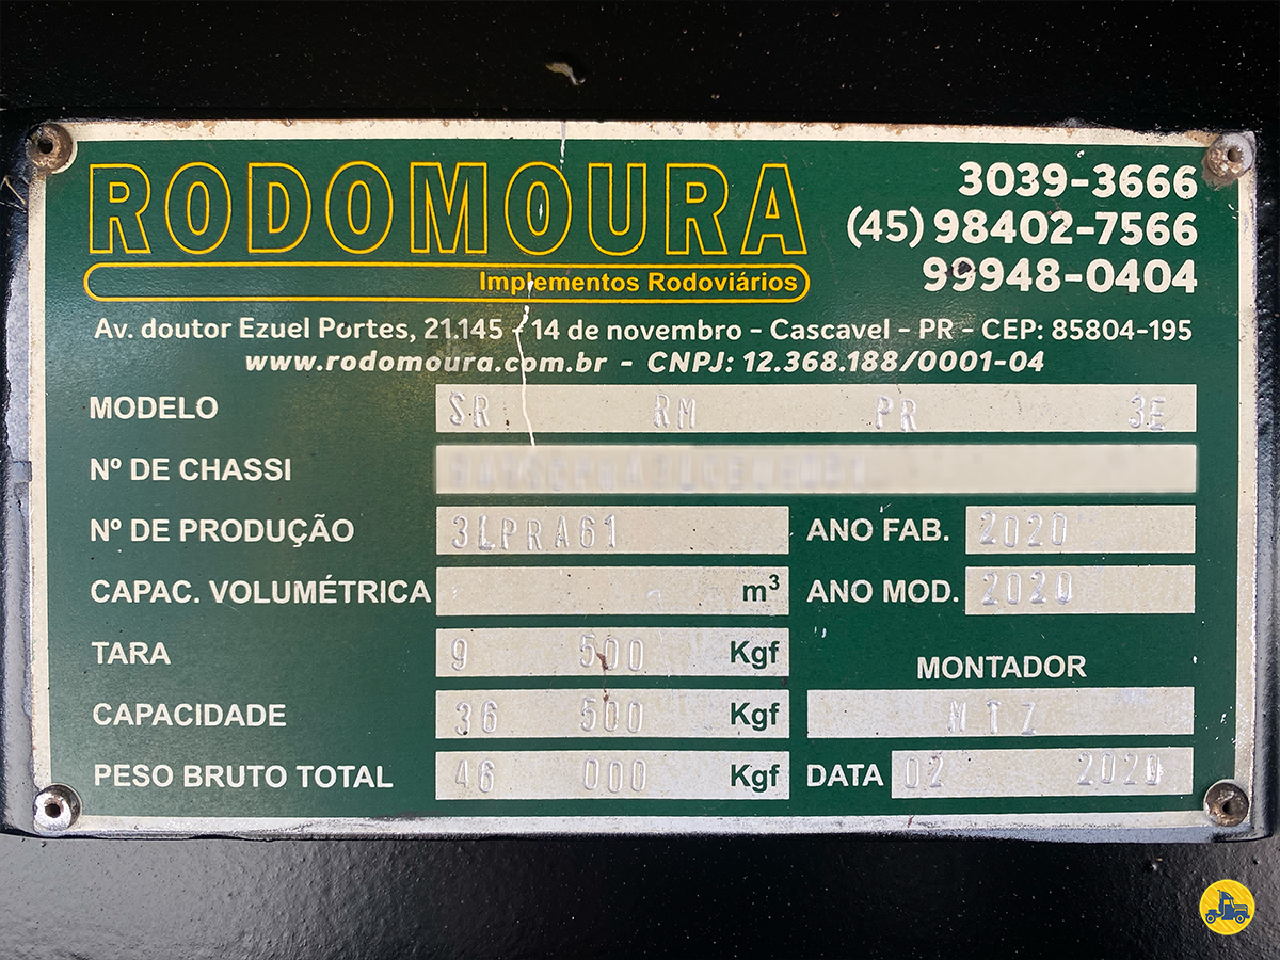 RODOMOURA
Implementos Rodoviários
3039-3666
(45) 98402-7566
99948-0404
Av. doutor Ezuel Portes, 21.145 - 14 de novembro - Cascavel - PR - CEP: 85804-195
www.rodomoura.com.br - CNPJ: 12.368.188/0001-04
MODELO SR RM PR 3E
Nº DE CHASSI
Nº DE PRODUÇÃO 3LPRA61 ANO FAB. 2020
CAPAC. VOLUMÉTRICA m³ ANO MOD. 2020
TARA 9 500 Kgf
MONTADOR
CAPACIDADE 36 500 Kgf MTZ
PESO BRUTO TOTAL 46 000 Kgf DATA 02 2020